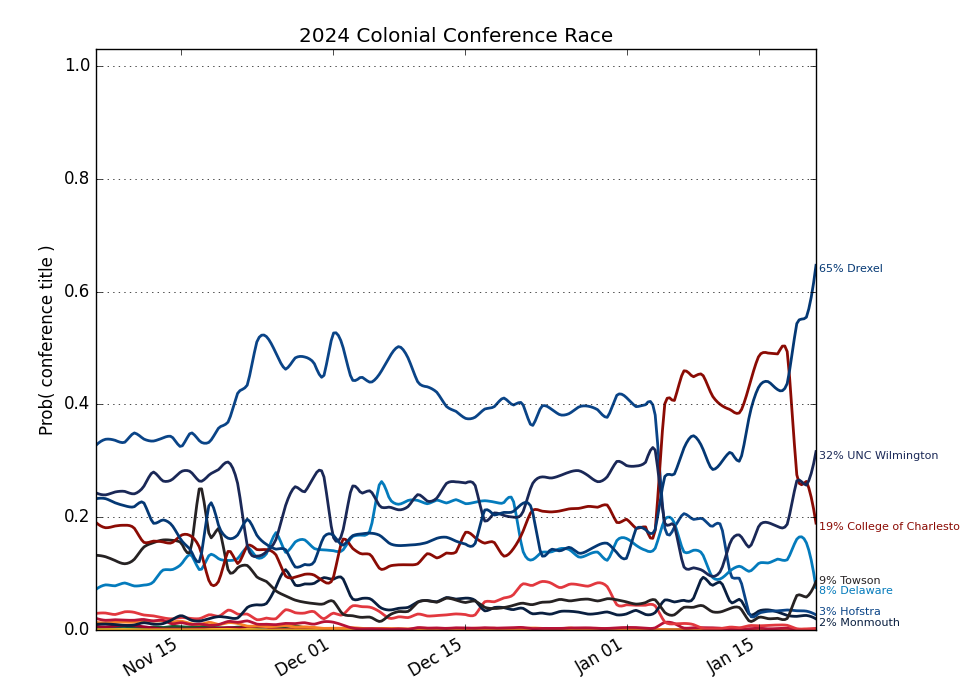 2024 Colonial Conference Race
Prob( conference title )
1.0
0.8
0.6
0.4
0.2
0.0
Nov 15
Dec 01
Dec 15
Jan 01
Jan 15
65% Drexel
32% UNC Wilmington
19% College of Charlesto
9% Towson
8% Delaware
3% Hofstra
2% Monmouth